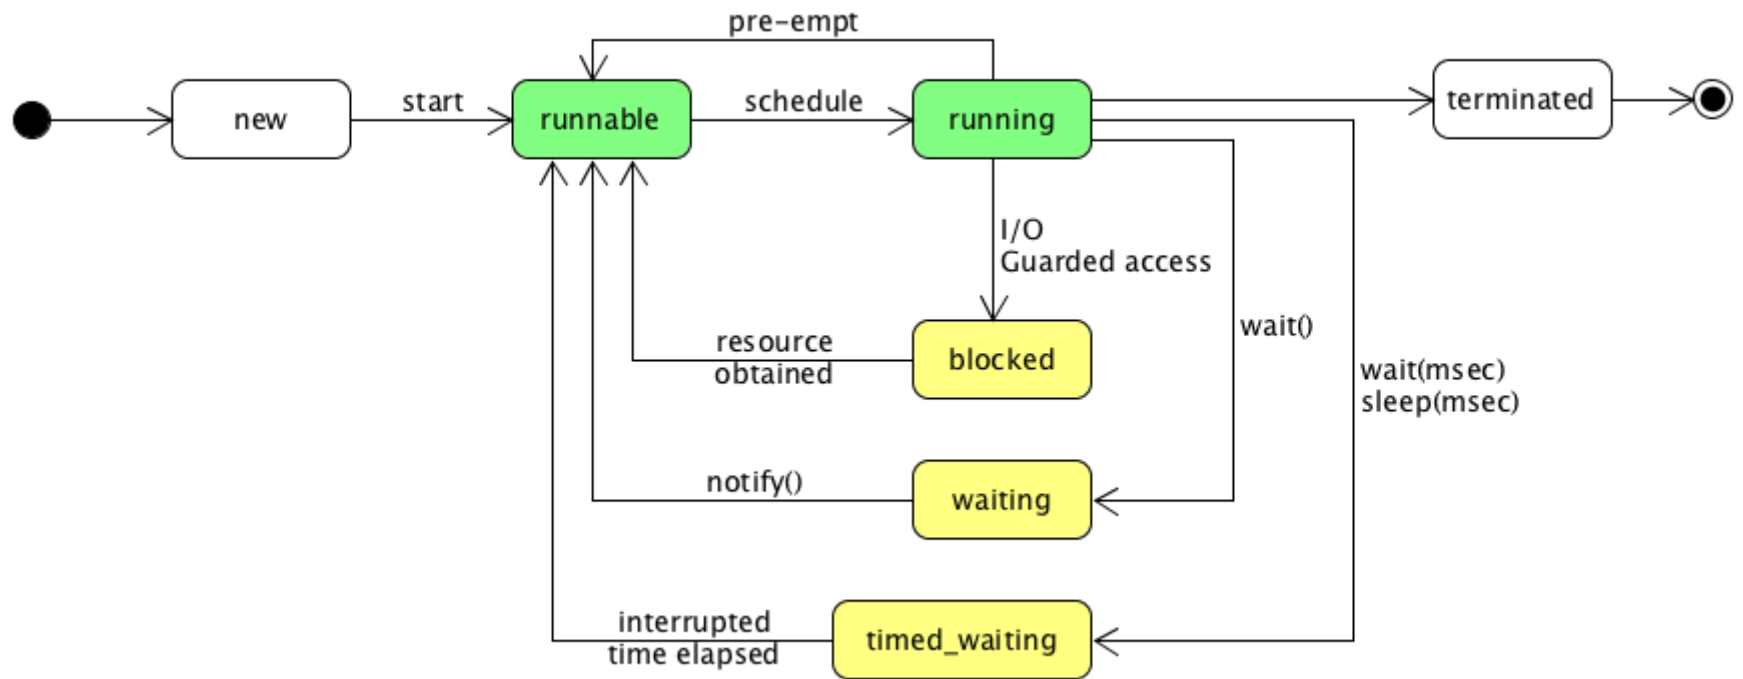 pre-empt
new
start
runnable
schedule
running
terminated
I/O
Guarded access
wait()
resource
obtained
blocked
wait(msec)
sleep(msec)
notify()
waiting
interrupted
time elapsed
timed_waiting